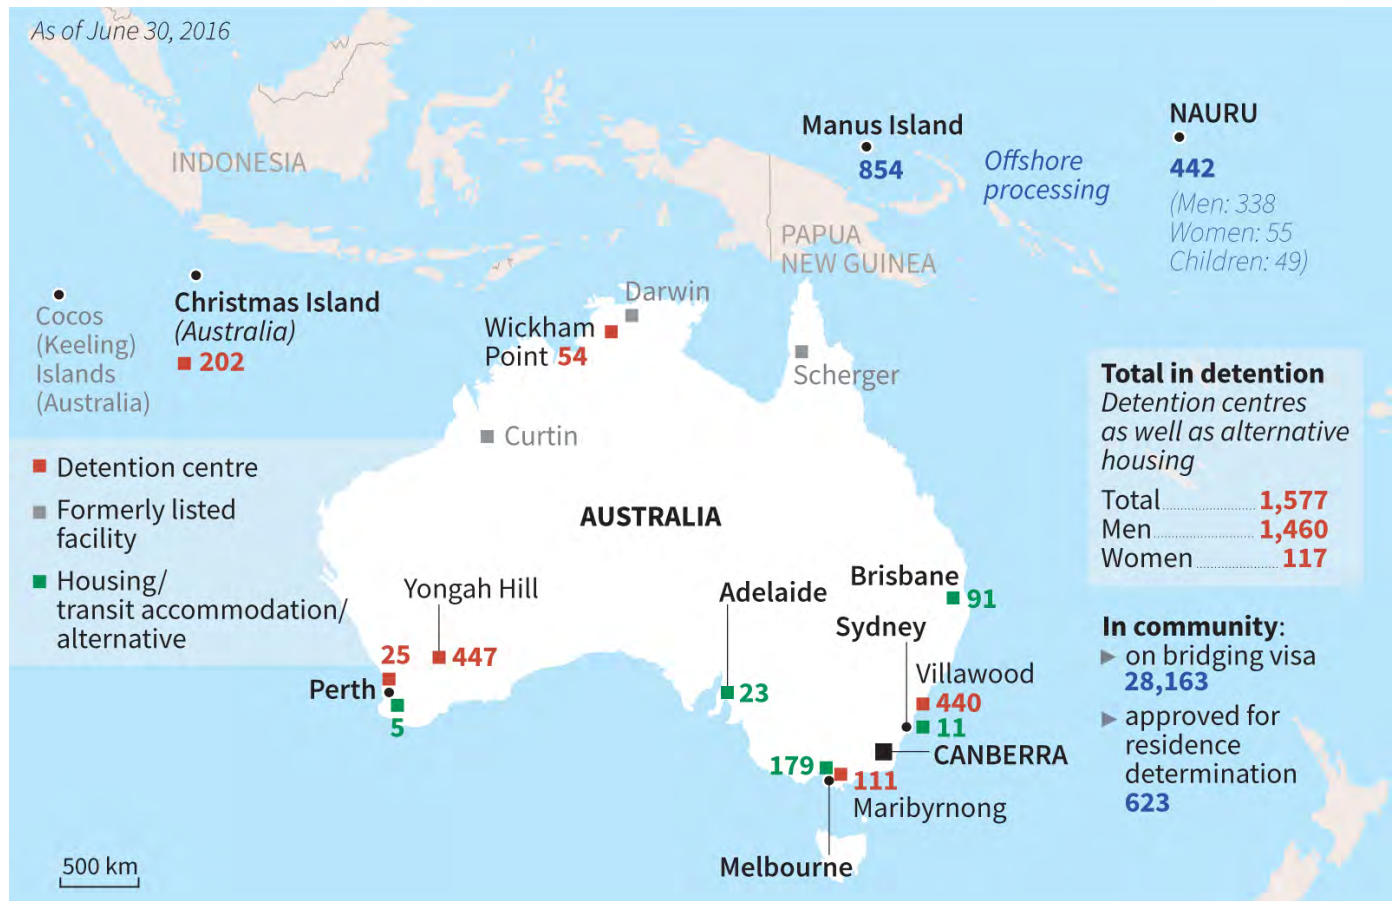 As of June 30, 2016
INDONESIA
Manus Island
854
Offshore
processing
NAURU
442
(Men: 338
Women: 55
Children: 49)
PAPUA
NEW GUINEA
Cocos
(Keeling)
Islands
(Australia)
Christmas Island
(Australia)
202
Darwin
Wickham
Point 54
Scherger
Curtin
Detention centre
Formerly listed
facility
Housing/
transit accommodation/
alternative
AUSTRALIA
Total in detention
Detention centres
as well as alternative
housing
Total 1,577
Men 1,460
Women 117
Yongah Hill
447
25
Perth
5
Adelaide
23
Brisbane
91
Sydney
Villawood
440
11
CANBERRA
179
111
Maribyrnong
Melbourne
In community:
on bridging visa
28,163
approved for
residence
determination
623
500 km